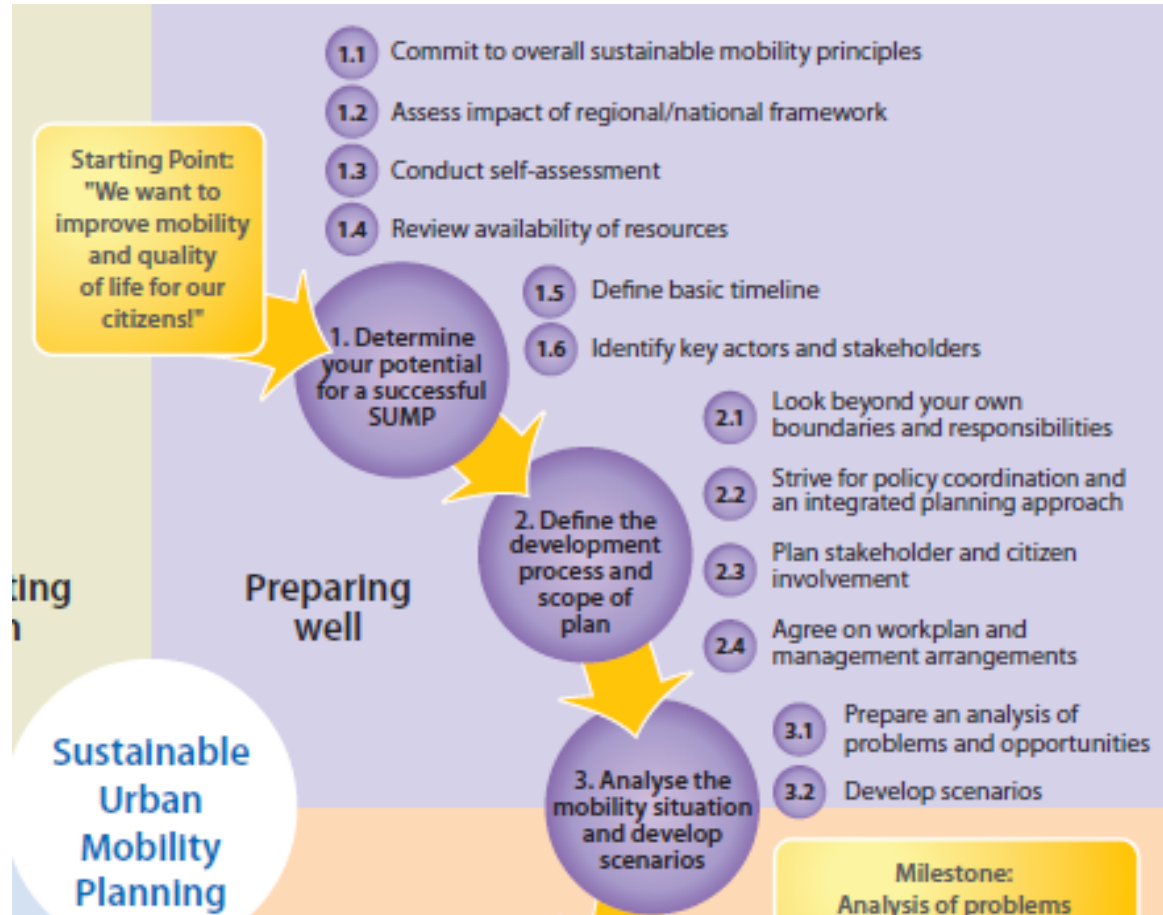 1.1 Commit to overall sustainable mobility principles
1.2 Assess impact of regional/national framework
1.3 Conduct self-assessment
1.4 Review availability of resources
Starting Point:
"We want to
improve mobility
and quality
of life for our
citizens!"
1.5 Define basic timeline
1.6 Identify key actors and stakeholders
1. Determine
your potential
for a successful
SUMP
2.1 Look beyond your own
boundaries and responsibilities
2.2 Strive for policy coordination and
an integrated planning approach
2.3 Plan stakeholder and citizen
involvement
2.4 Agree on workplan and
management arrangements
2. Define the
development
process and
scope of
plan
ting
n
Preparing
well
3.1 Prepare an analysis of
problems and opportunities
3.2 Develop scenarios
3. Analyse the
mobility situation
and develop
scenarios
Sustainable
Urban
Mobility
Planning
Milestone:
Analysis of problems